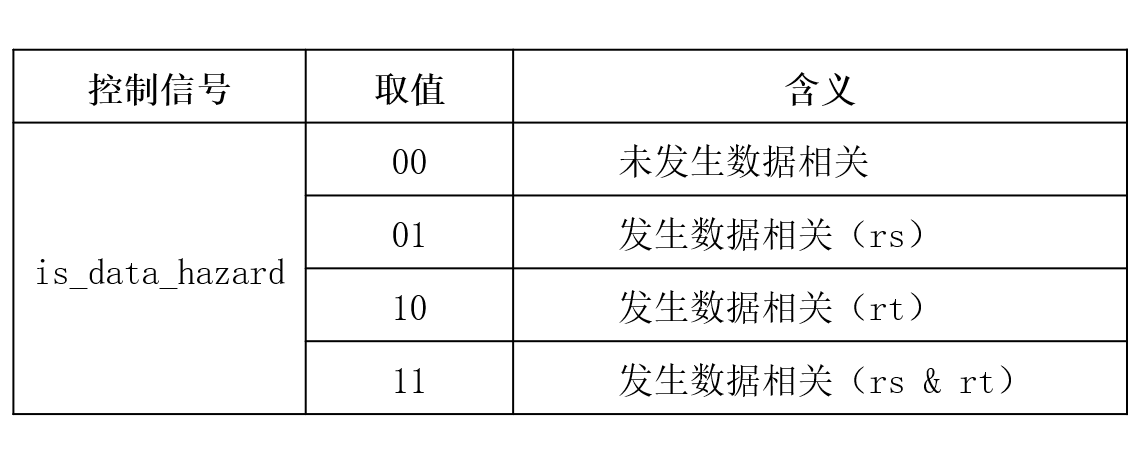 控制信号 取值 含义
00 未发生数据相关
01 发生数据相关（rs）
is_data_hazard
10 发生数据相关（rt）
11 发生数据相关（rs & rt）